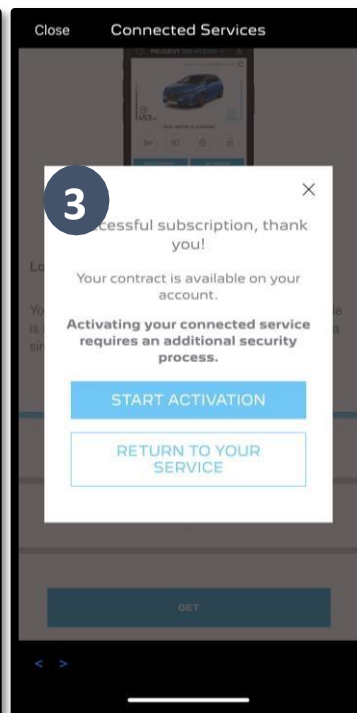 Close Connected Services
3
cessful subscription, thank
you!
Your contract is available on your
account.
Activating your connected service
requires an additional security
process.
START ACTIVATION
RETURN TO YOUR
SERVICE
GET
< >